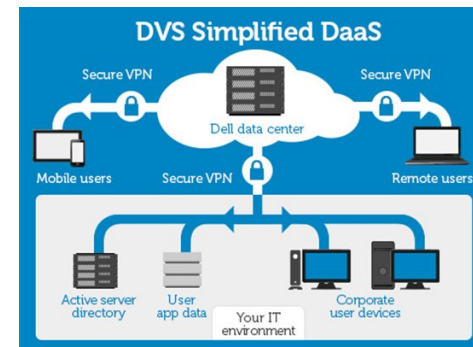 DVS Simplified DaaS
Secure VPN
Secure VPN
Dell data center
Mobile users
Secure VPN
Remote users
Active server
directory
User
app data
Corporate
user devices
Your IT
environment